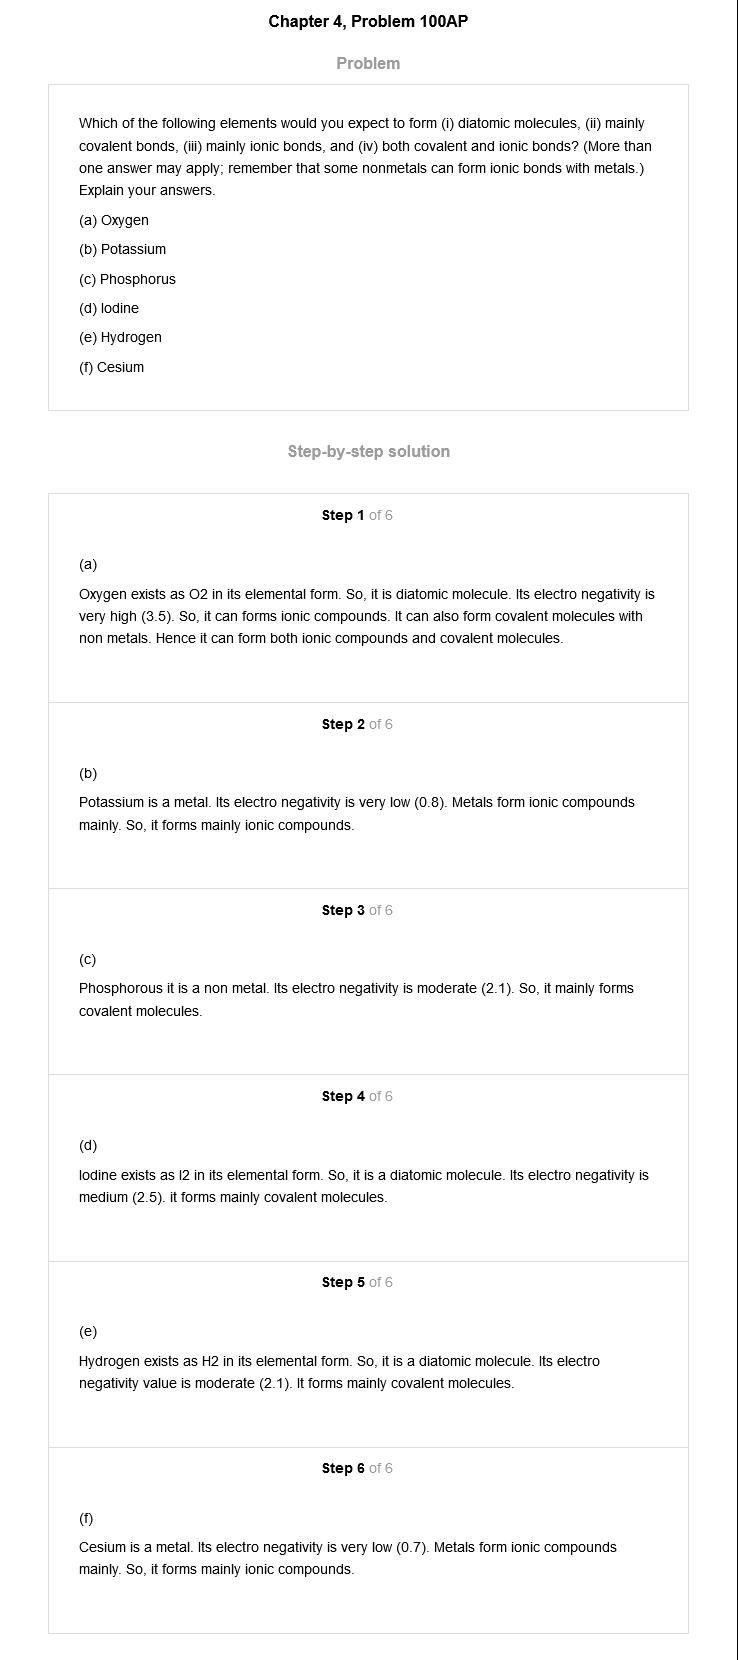 Chapter 4, Problem 100AP
Problem
Which of the following elements would you expect to form (i) diatomic molecules, (ii) mainly
covalent bonds, (iii) mainly ionic bonds, and (iv) both covalent and ionic bonds? (More than
one answer may apply; remember that some nonmetals can form ionic bonds with metals.)
Explain your answers.
(a) Oxygen
(b) Potassium
(c) Phosphorus
(d) Iodine
(e) Hydrogen
(f) Cesium
Step-by-step solution
Step 1 of 6
(a)
Oxygen exists as O2 in its elemental form. So, it is diatomic molecule. Its electro negativity is
very high (3.5). So, it can forms ionic compounds. It can also form covalent molecules with
non metals. Hence it can form both ionic compounds and covalent molecules.
Step 2 of 6
(b)
Potassium is a metal. Its electro negativity is very low (0.8). Metals form ionic compounds
mainly. So, it forms mainly ionic compounds.
Step 3 of 6
(c)
Phosphorous it is a non metal. Its electro negativity is moderate (2.1). So, it mainly forms
covalent molecules.
Step 4 of 6
(d)
Iodine exists as I2 in its elemental form. So, it is a diatomic molecule. Its electro negativity is
medium (2.5). it forms mainly covalent molecules.
Step 5 of 6
(e)
Hydrogen exists as H2 in its elemental form. So, it is a diatomic molecule. Its electro
negativity value is moderate (2.1). It forms mainly covalent molecules.
Step 6 of 6
(f)
Cesium is a metal. Its electro negativity is very low (0.7). Metals form ionic compounds
mainly. So, it forms mainly ionic compounds.